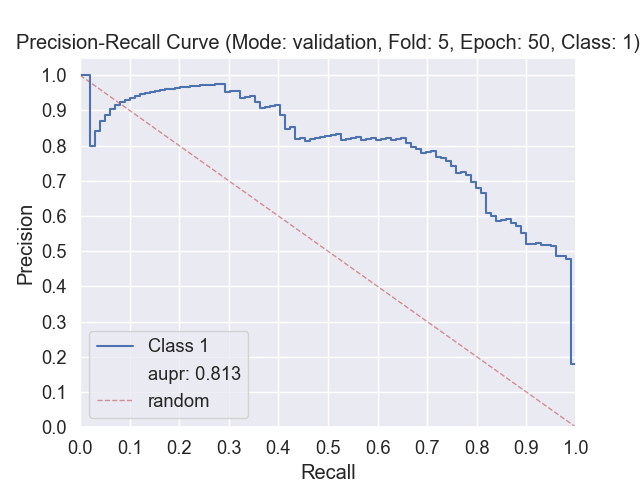 Precision-Recall Curve (Mode: validation, Fold: 5, Epoch: 50, Class: 1)
1.0
0.9
0.8
0.7
0.6
0.5
0.4
0.3
0.2
0.1
0.0
Precision
Class 1
aupr: 0.813
random
0.0 0.1 0.2 0.3 0.4 0.5 0.6 0.7 0.8 0.9 1.0
Recall